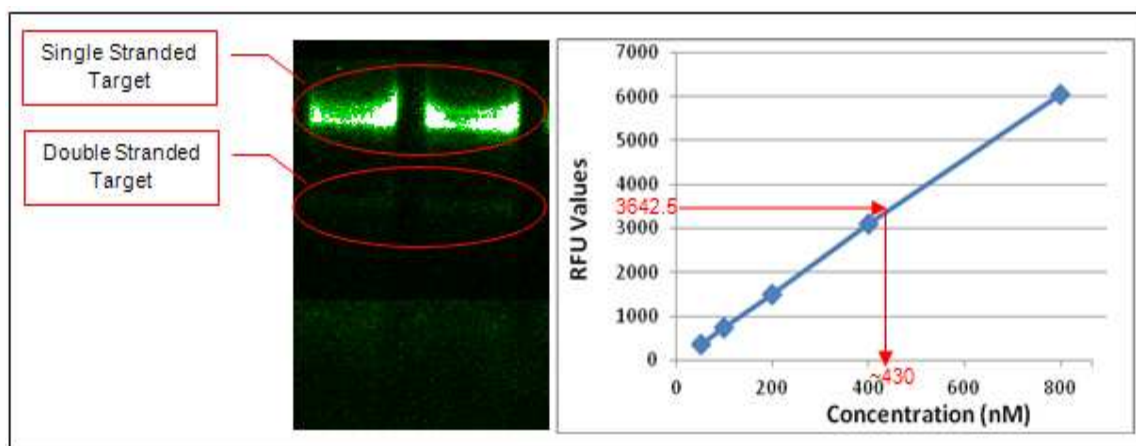 Single Stranded
Target
Double Stranded
Target
7000
6000
5000
4000
3642.5
3000
2000
1000
0
RFU Values
0 200 400 600 800
~430
Concentration (nM)